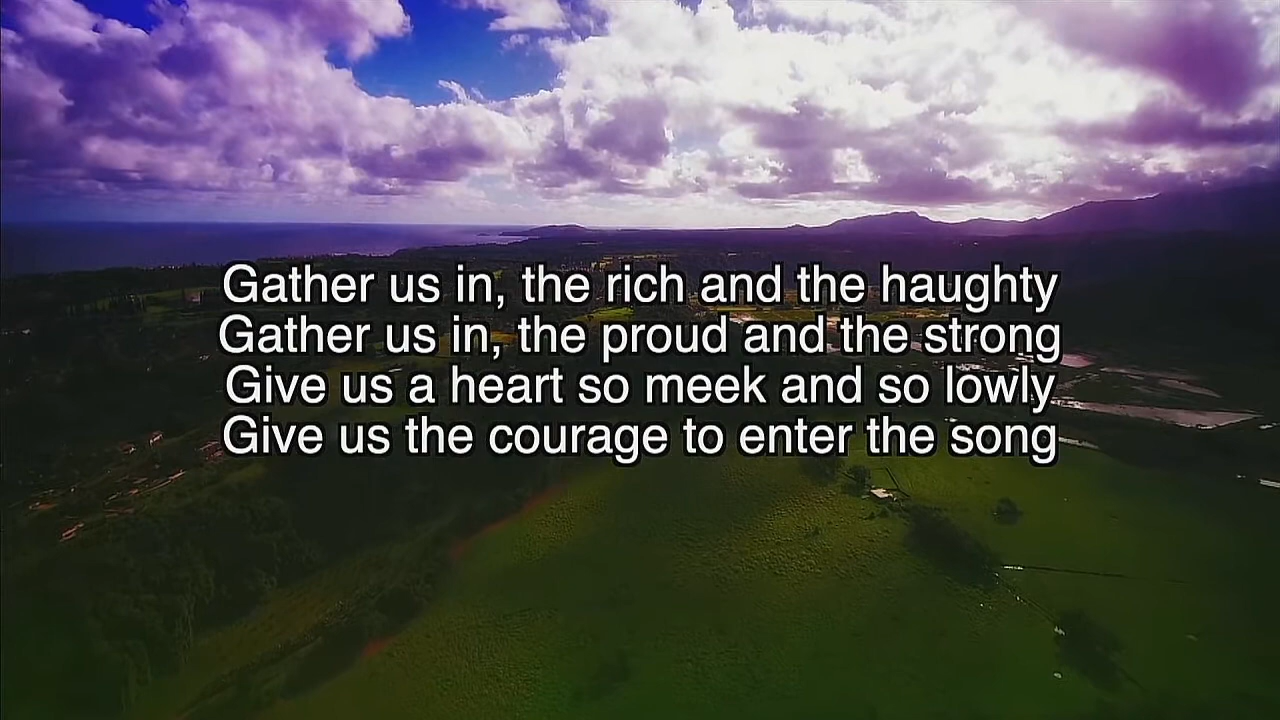 Gather us in, the rich and the haughty
Gather us in, the proud and the strong
Give us a heart so meek and so lowly
Give us the courage to enter the song